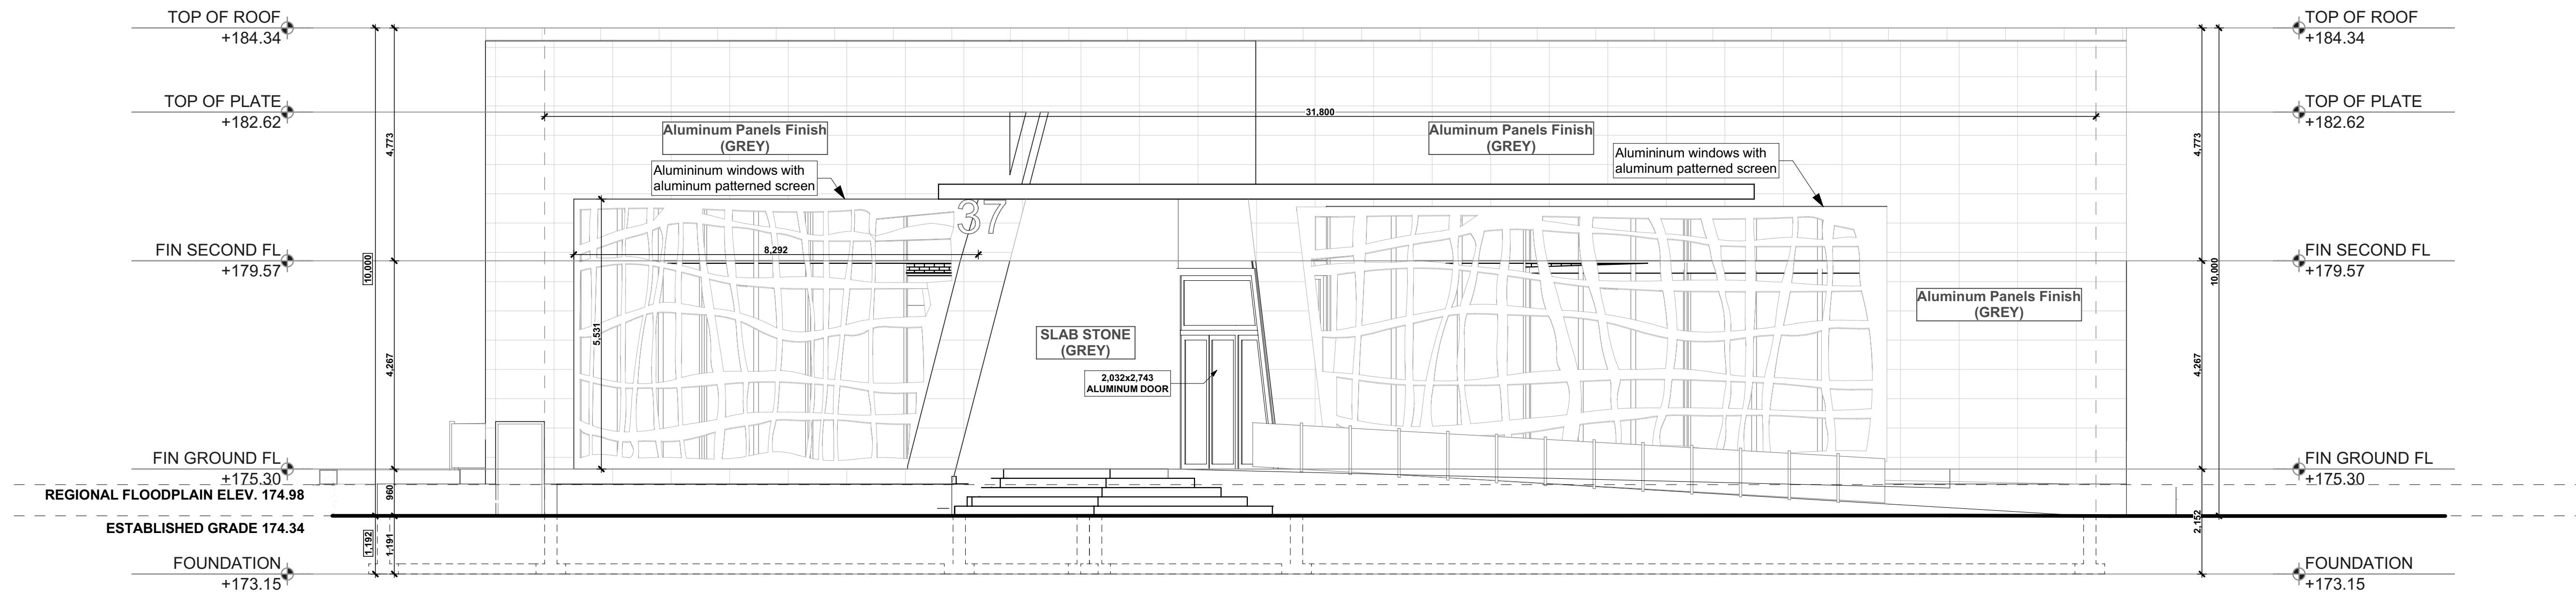 TOP OF ROOF
+184.34
TOP OF ROOF
+184.34
TOP OF PLATE
+182.62
TOP OF PLATE
+182.62
31,800
Aluminum Panels Finish
(GREY)
Aluminum Panels Finish
(GREY)
4,773
4,773
Alumininum windows with
aluminum patterned screen
Alumininum windows with
aluminum patterned screen
37
FIN SECOND FL
+179.57
8,292
FIN SECOND FL
+179.57
10,000
10,000
Aluminum Panels Finish
(GREY)
5,531
SLAB STONE
(GREY)
4,267
4,267
2,032x2,743
ALUMINUM DOOR
FIN GROUND FL
+175.30
FIN GROUND FL
+175.30
REGIONAL FLOODPLAIN ELEV. 174.98
960
ESTABLISHED GRADE 174.34
1,192
1,191
2,152
FOUNDATION
+173.15
FOUNDATION
+173.15